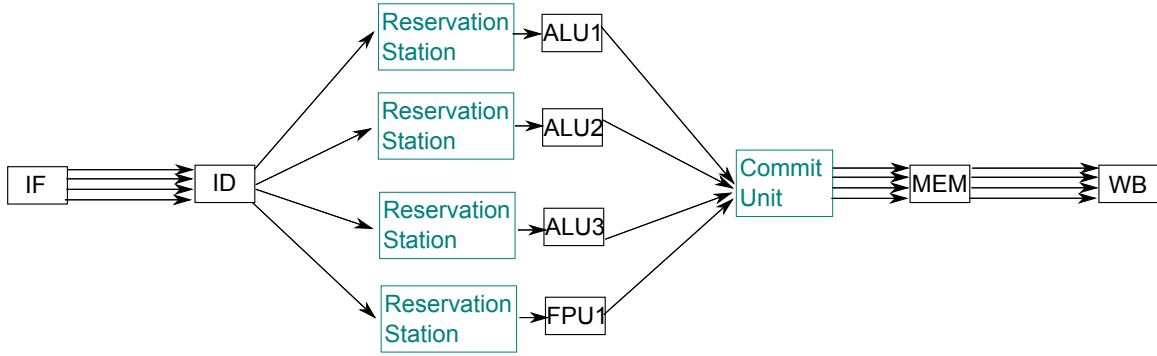 IF
ID
Reservation
Station
ALU1
Reservation
Station
ALU2
Reservation
Station
ALU3
Reservation
Station
FPU1
Commit
Unit
MEM
WB